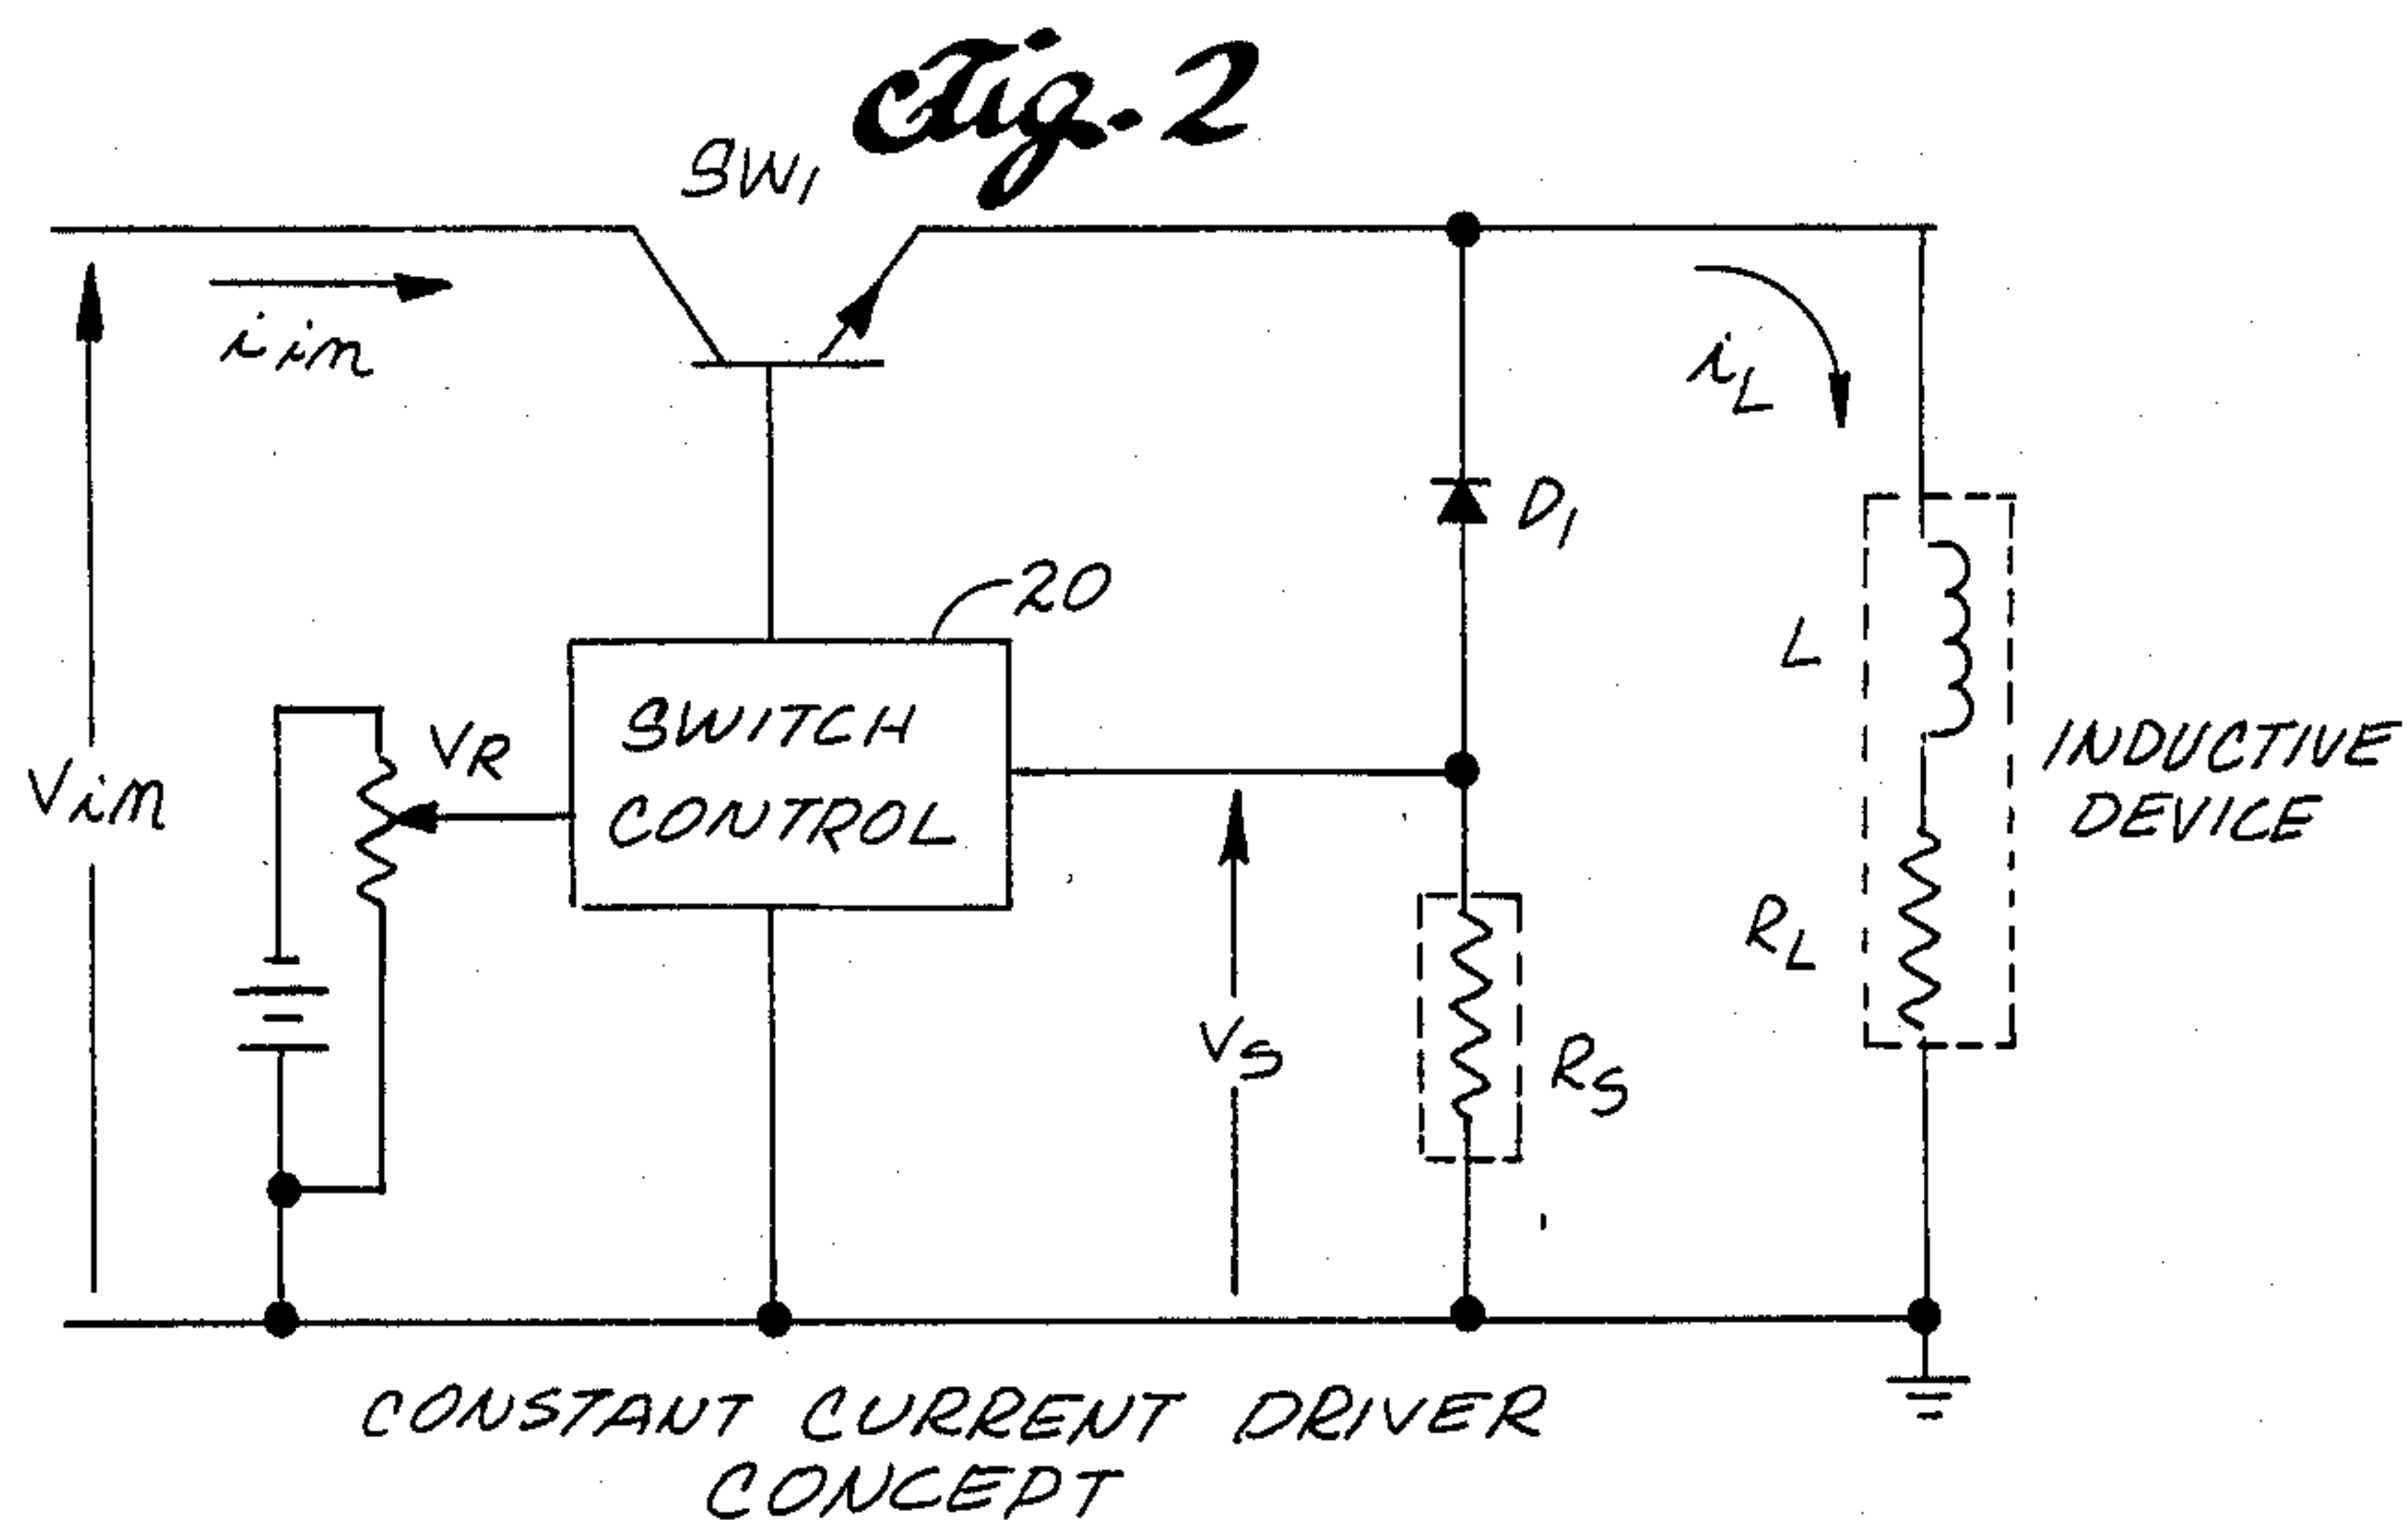 Fig. 2
SW1
iin
iL
D1
20
L
SWITCH
CONTROL
VR
Vin
INDUCTIVE
DEVICE
RL
VS
RS
CONSTANT CURRENT DRIVER
CONCEPT